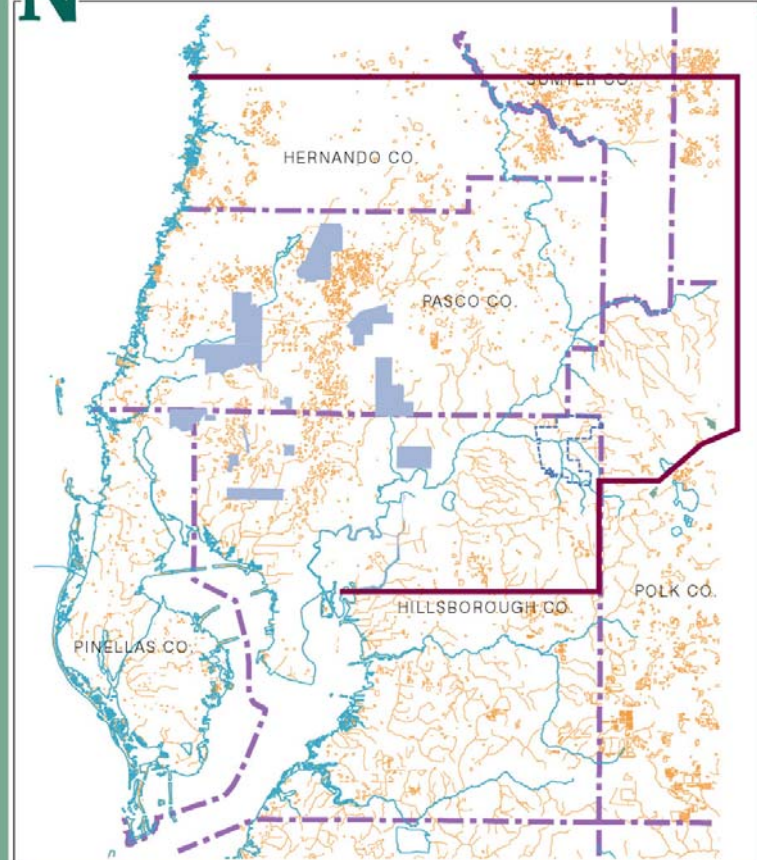 N
SUMTER CO.
HERNANDO CO.
PASCO CO.
POLK CO.
HILLSBOROUGH CO.
PINELLAS CO.